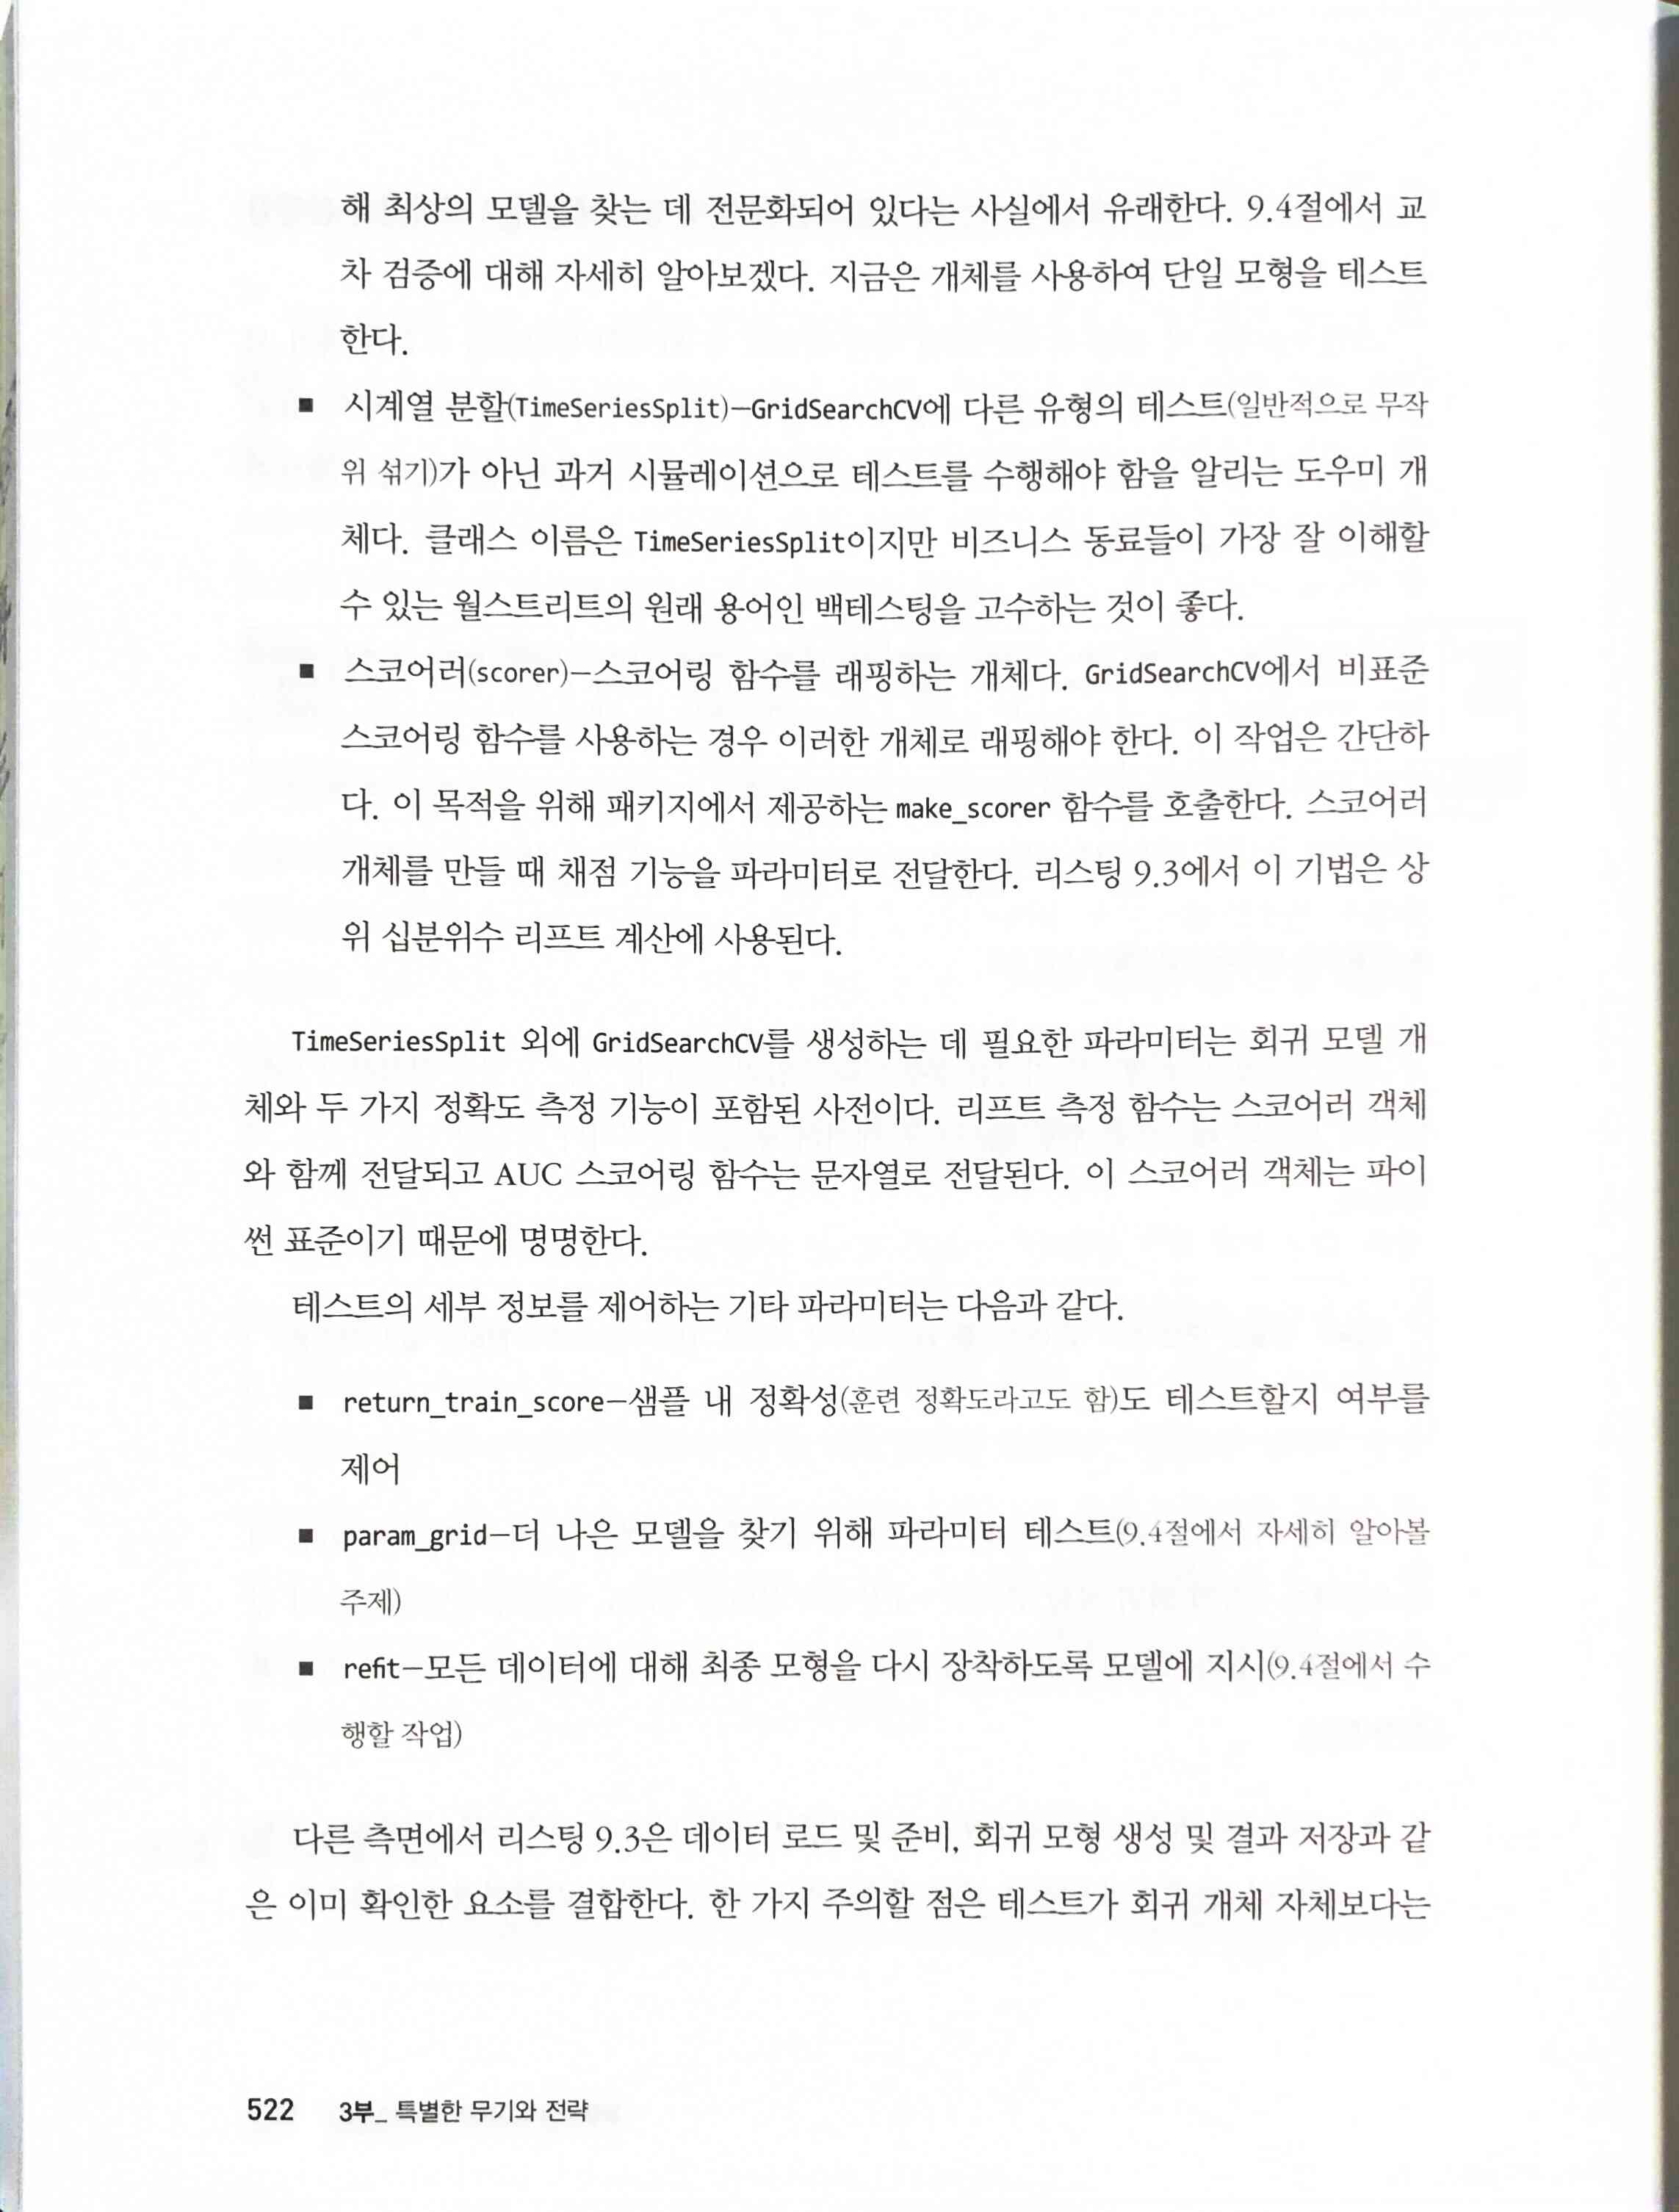 해 최상의 모델을 찾는 데 전문화되어 있다는 사실에서 유래한다. 9.4절에서 교
차 검증에 대해 자세히 알아보겠다. 지금은 개체를 사용하여 단일 모형을 테스트
한다.
■ 시계열 분할(TimeSeriesSplit)—GridSearchCV에 다른 유형의 테스트(일반적으로 무작
위 섞기)가 아닌 과거 시뮬레이션으로 테스트를 수행해야 함을 알리는 도우미 개
체다. 클래스 이름은 TimeSeriesSplit이지만 비즈니스 동료들이 가장 잘 이해할
수 있는 월스트리트의 원래 용어인 백테스팅을 고수하는 것이 좋다.
■ 스코어러(scorer)—스코어링 함수를 래핑하는 개체다. GridSearchCV에서 비표준
스코어링 함수를 사용하는 경우 이러한 개체로 래핑해야 한다. 이 작업은 간단하
다. 이 목적을 위해 패키지에서 제공하는 make_scorer 함수를 호출한다. 스코어러
개체를 만들 때 채점 기능을 파라미터로 전달한다. 리스팅 9.3에서 이 기법은 상
위 십분위수 리프트 계산에 사용된다.
TimeSeriesSplit 외에 GridSearchCV를 생성하는 데 필요한 파라미터는 회귀 모델 개
체와 두 가지 정확도 측정 기능이 포함된 사전이다. 리프트 측정 함수는 스코어러 객체
와 함께 전달되고 AUC 스코어링 함수는 문자열로 전달된다. 이 스코어러 객체는 파이
썬 표준이기 때문에 명명한다.
테스트의 세부 정보를 제어하는 기타 파라미터는 다음과 같다.
■ return_train_score—샘플 내 정확성(훈련 정확도라고도 함)도 테스트할지 여부를
제어
■ param_grid—더 나은 모델을 찾기 위해 파라미터 테스트(9.4절에서 자세히 알아볼
주제)
■ refit—모든 데이터에 대해 최종 모형을 다시 장착하도록 모델에 지시(9.4절에서 수
행할 작업)
다른 측면에서 리스팅 9.3은 데이터 로드 및 준비, 회귀 모형 생성 및 결과 저장과 같
은 이미 확인한 요소를 결합한다. 한 가지 주의할 점은 테스트가 회귀 개체 자체보다는
522 3부_ 특별한 무기와 전략